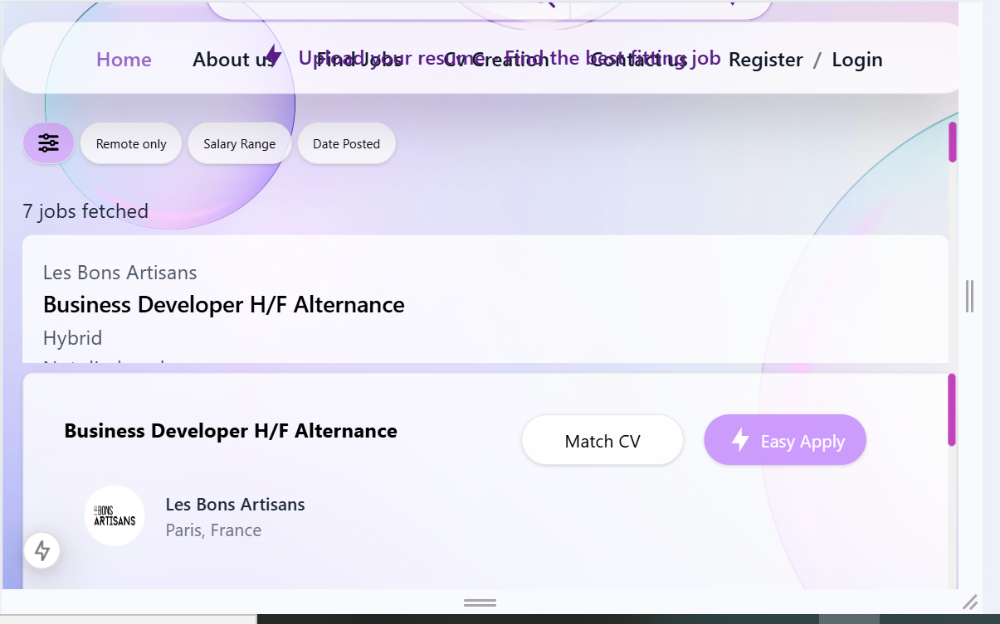 Home About us Find Jobs Cv Creation Contact us Register / Login
Upload your resume - Find the best fitting job
Remote only Salary Range Date Posted
7 jobs fetched
Les Bons Artisans
Business Developer H/F Alternance
Hybrid
Business Developer H/F Alternance
Match CV
Easy Apply
LES BONS
ARTISANS
Les Bons Artisans
Paris, France